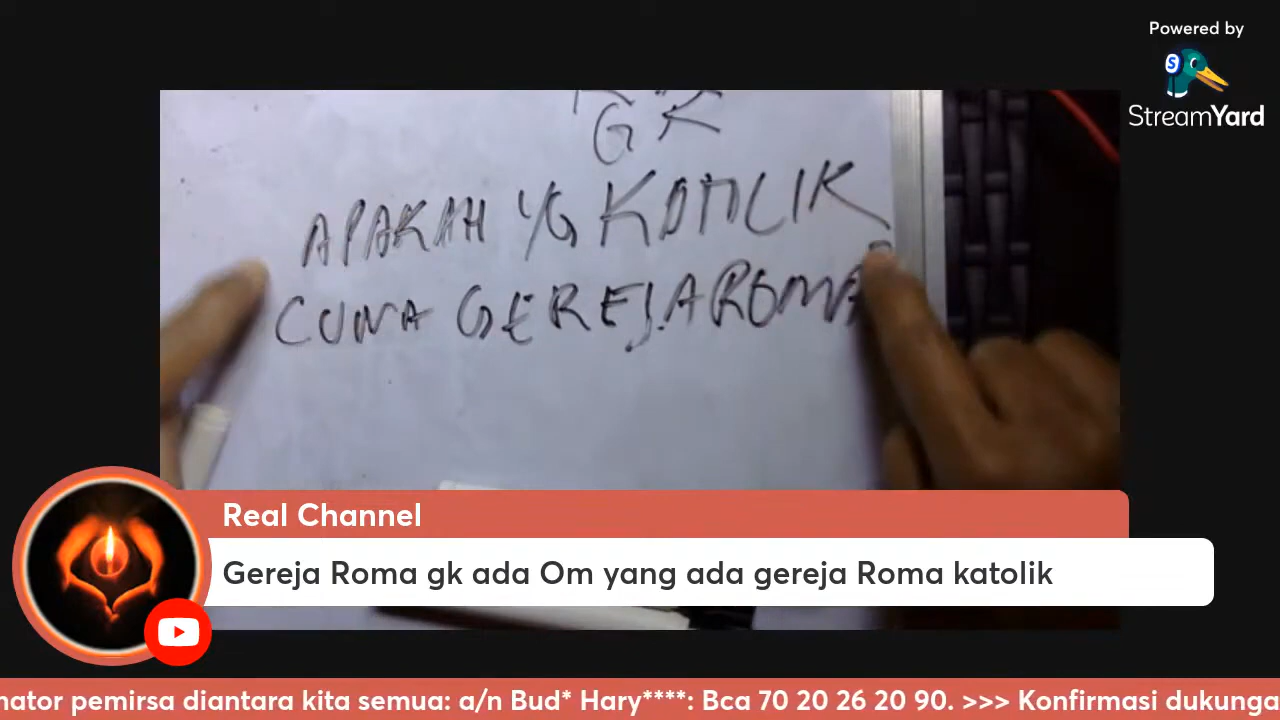 Powered by
StreamYard
GK
APAKAH YG KATOLIK
CUMA GEREJA ROMA
Real Channel
Gereja Roma gk ada Om yang ada gereja Roma katolik
nator pemirsa diantara kita semua: a/n Bud* Hary****: Bca 70 20 26 20 90. >>> Konfirmasi dukunga